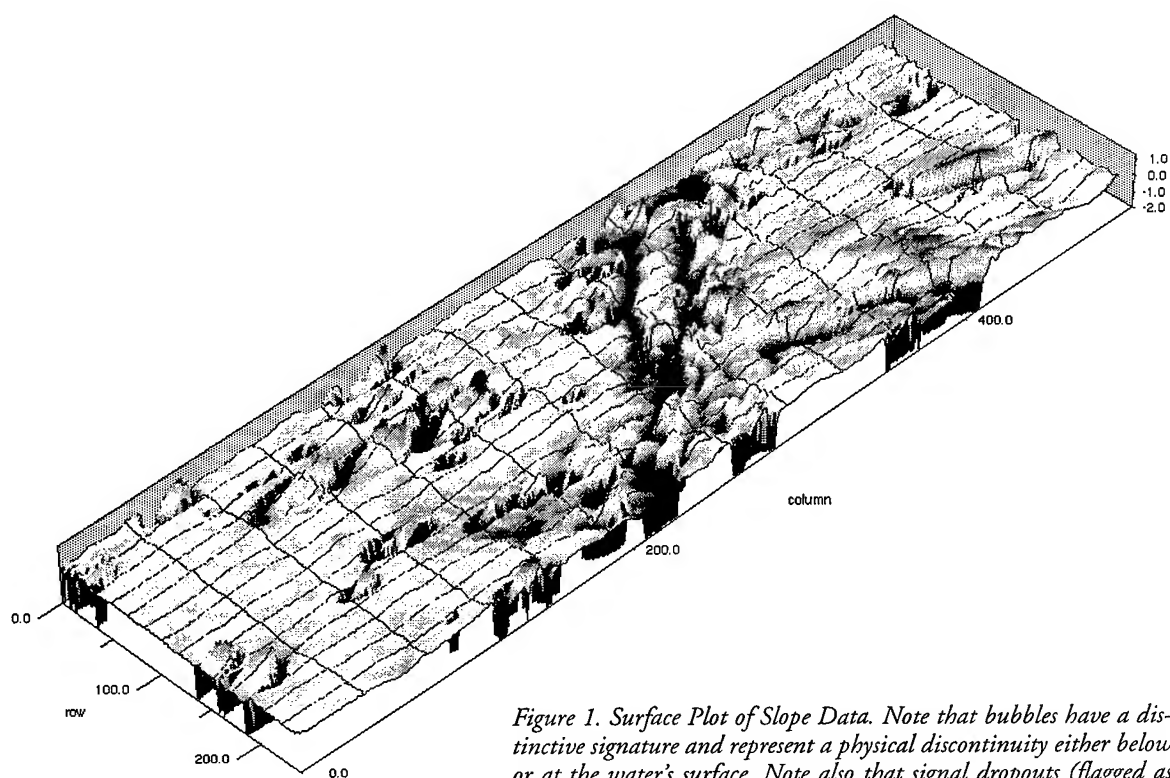 1.0
0.0
-1.0
-2.0
400.0
column
200.0
0.0
100.0
row
200.0
0.0
Figure 1. Surface Plot of Slope Data. Note that bubbles have a dis-
tinctive signature and represent a physical discontinuity either below
or at the water's surface. Note also that signal dropouts (flagged as